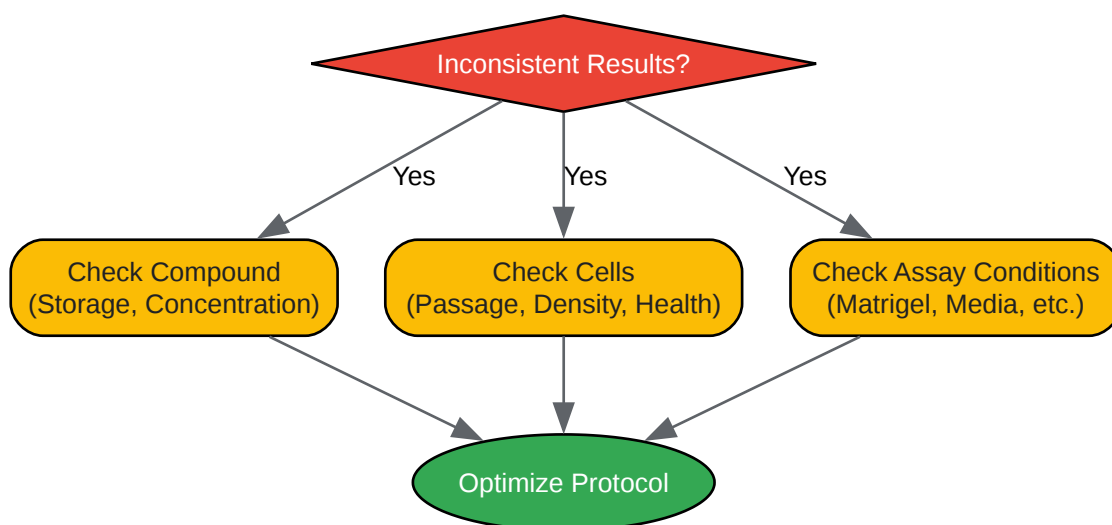 Inconsistent Results?
Yes
Yes
Yes
Check Compound
(Storage, Concentration)
Check Cells
(Passage, Density, Health)
Check Assay Conditions
(Matrigel, Media, etc.)
Optimize Protocol